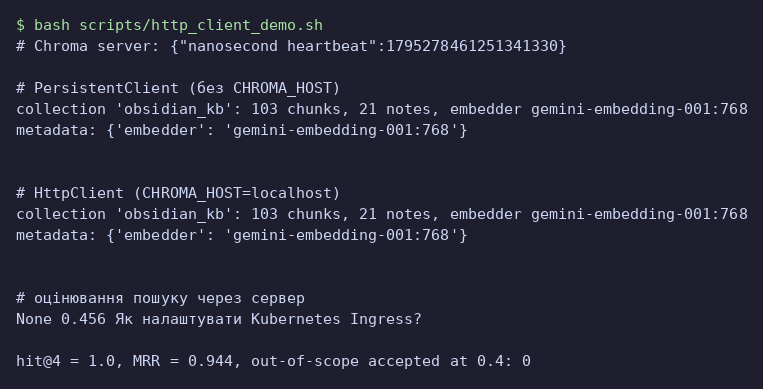 $ bash scripts/http_client_demo.sh
# Chroma server: {"nanosecond heartbeat":1795278461251341330}
# PersistentClient (без CHROMA_HOST)
collection 'obsidian_kb': 103 chunks, 21 notes, embedder gemini-embedding-001:768
metadata: {'embedder': 'gemini-embedding-001:768'}
# HttpClient (CHROMA_HOST=localhost)
collection 'obsidian_kb': 103 chunks, 21 notes, embedder gemini-embedding-001:768
metadata: {'embedder': 'gemini-embedding-001:768'}
# оцінювання пошуку через сервер
None 0.456 Як налаштувати Kubernetes Ingress?
hit@4 = 1.0, MRR = 0.944, out-of-scope accepted at 0.4: 0